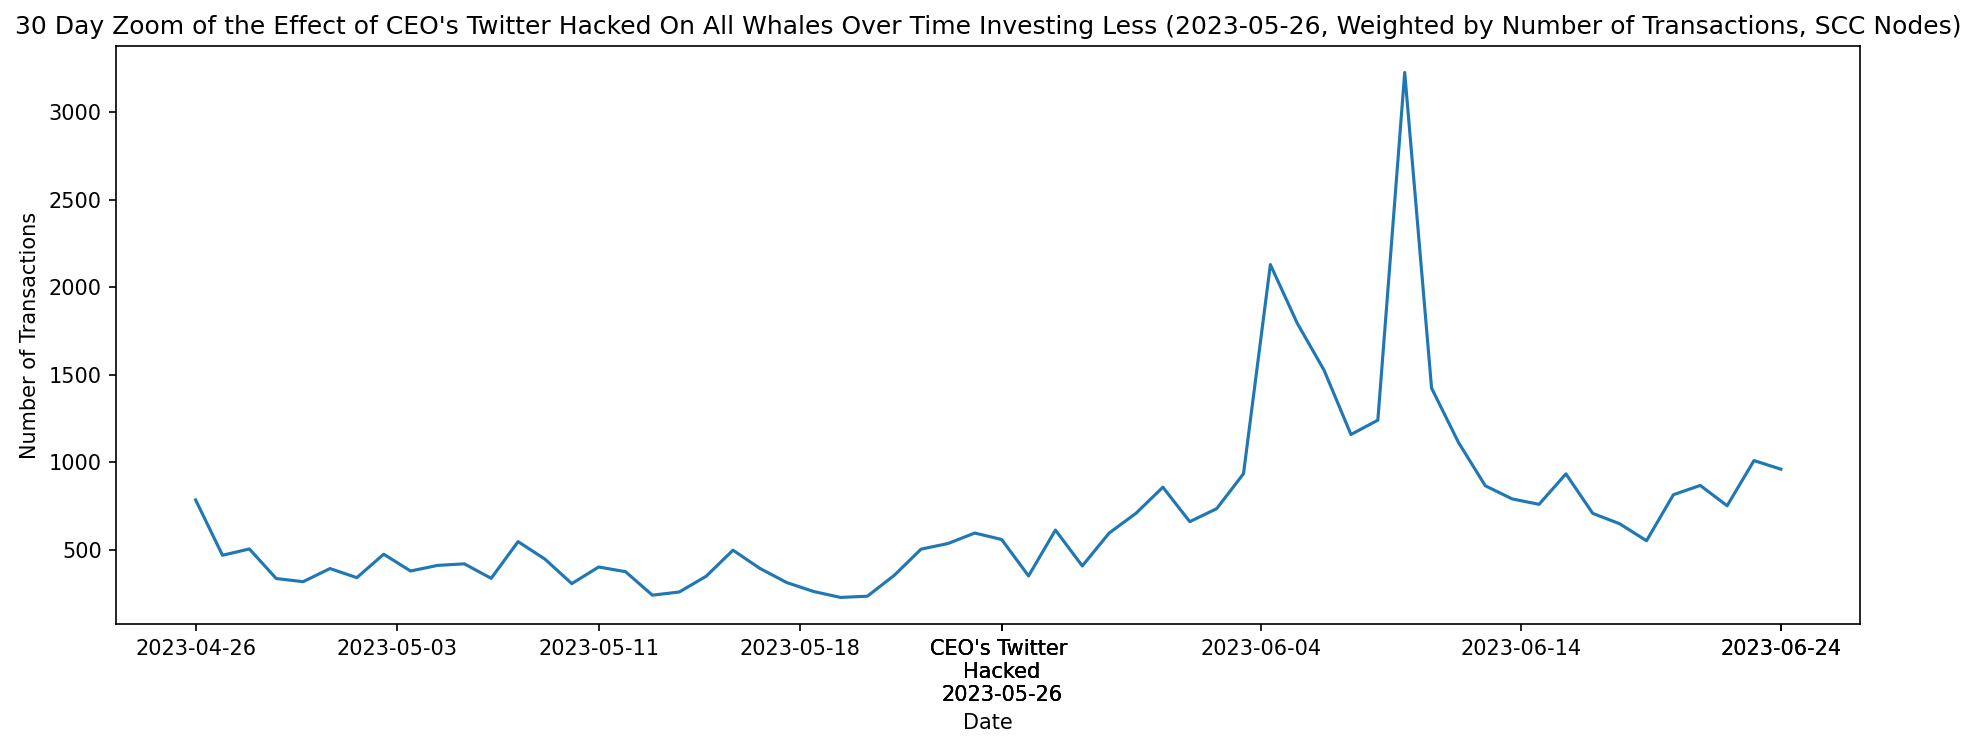 30 Day Zoom of the Effect of CEO's Twitter Hacked On All Whales Over Time Investing Less (2023-05-26, Weighted by Number of Transactions, SCC Nodes)
Number of Transactions
3000
2500
2000
1500
1000
500
2023-04-26
2023-05-03
2023-05-11
2023-05-18
CEO's Twitter
Hacked
2023-05-26
2023-06-04
2023-06-14
2023-06-24
Date